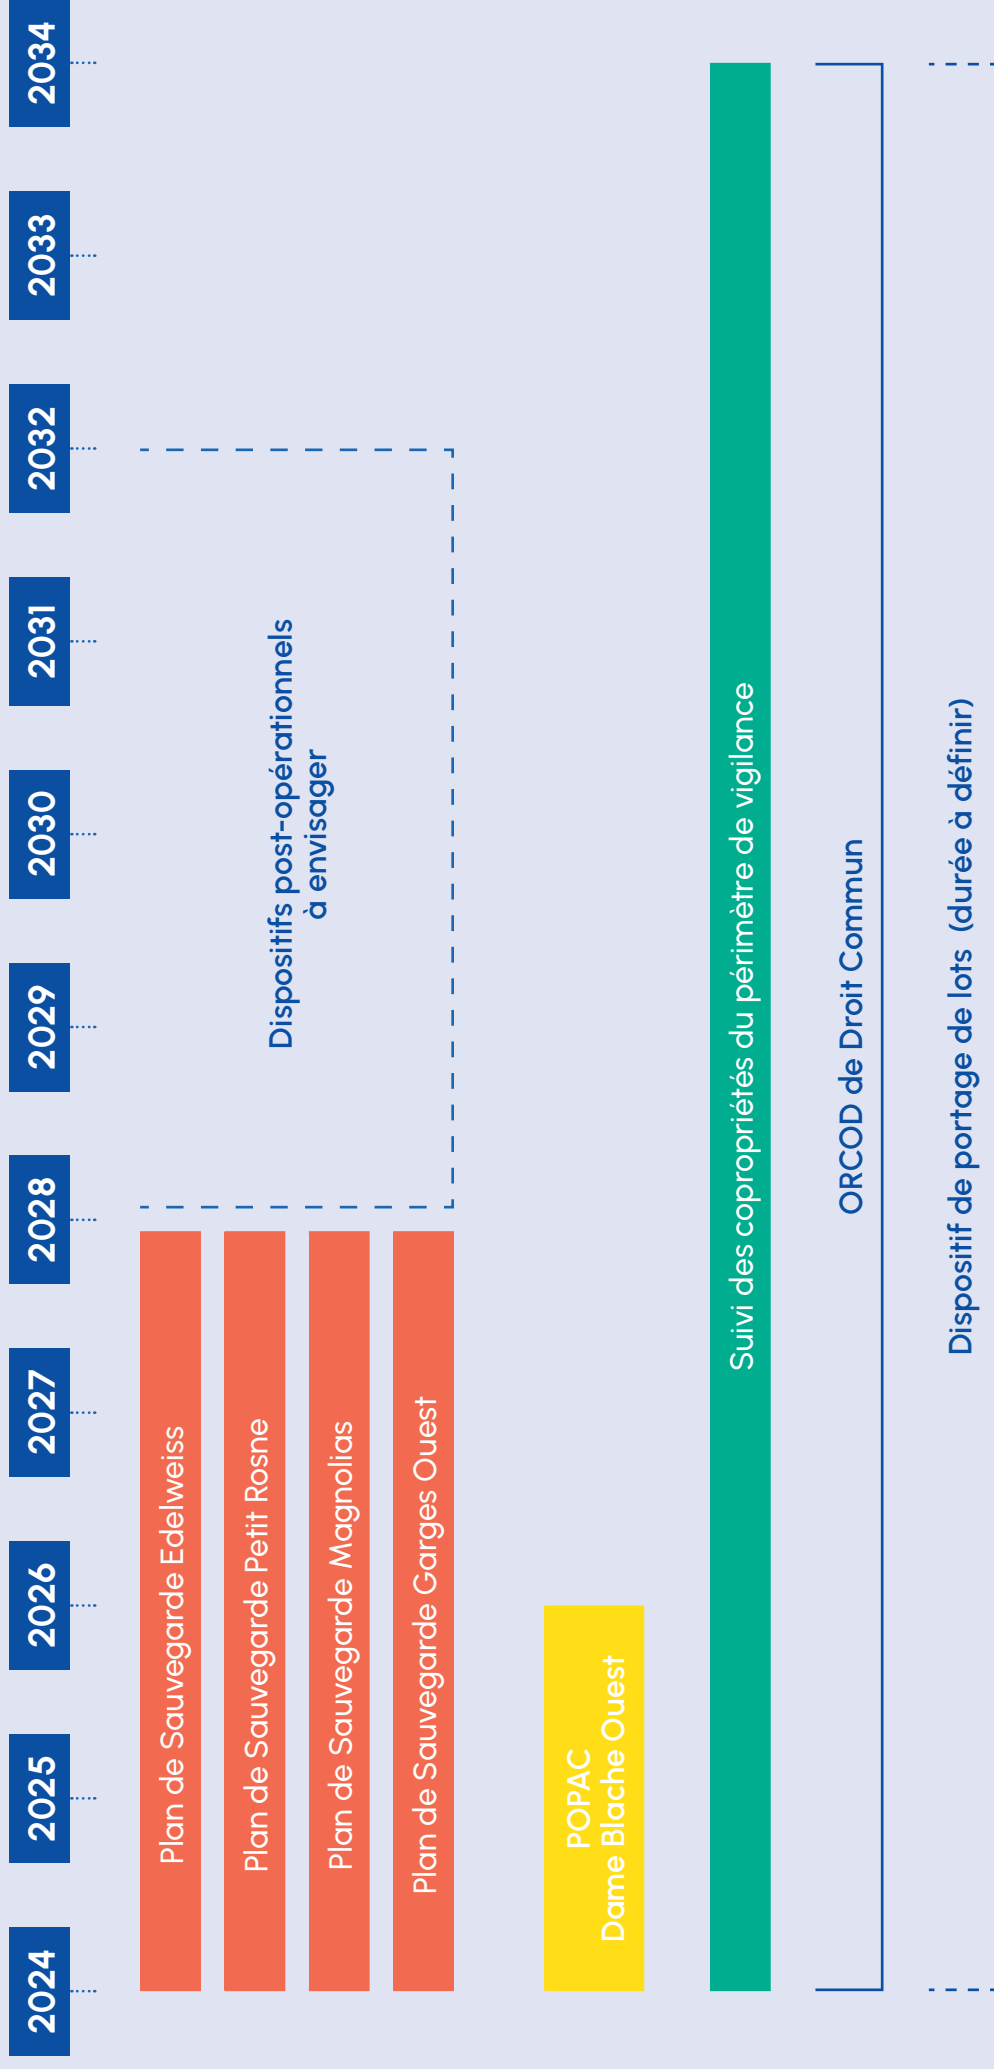 2024
2025
2026
2027
2028
2029
2030
2031
2032
2033
2034
Plan de Sauvegarde Edelweiss
Plan de Sauvegarde Petit Rosne
Plan de Sauvegarde Magnolias
Plan de Sauvegarde Garges Ouest
Dispositifs post-opérationnels
à envisager
POPAC
Dame Blache Ouest
Suivi des copropriétés du périmètre de vigilance
ORCOD de Droit Commun
Dispositif de portage de lots (durée à définir)